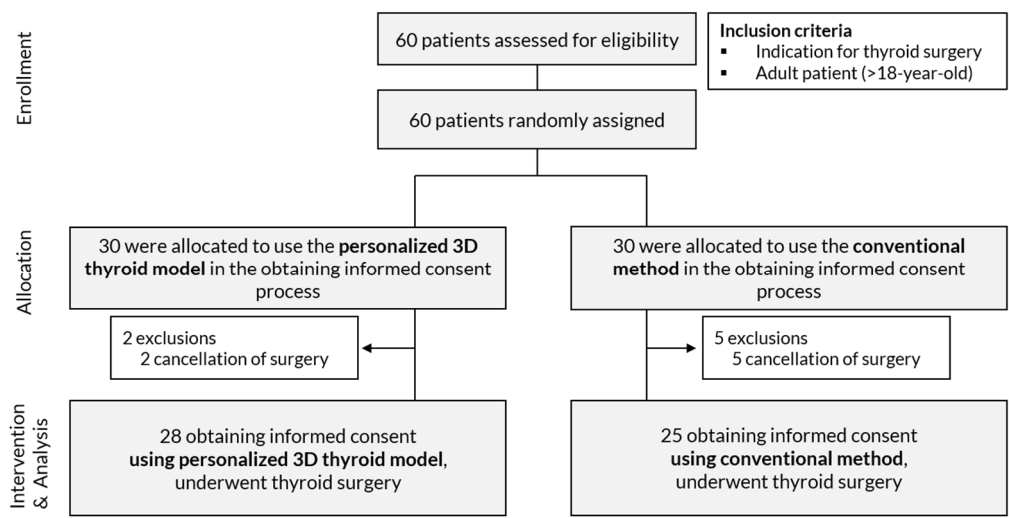 Enrollment
60 patients assessed for eligibility
Inclusion criteria
▪ Indication for thyroid surgery
▪ Adult patient (>18-year-old)
60 patients randomly assigned
Allocation
30 were allocated to use the personalized 3D
thyroid model in the obtaining informed consent
process
30 were allocated to use the conventional
method in the obtaining informed consent
process
2 exclusions
2 cancellation of surgery
5 exclusions
5 cancellation of surgery
Intervention
& Analysis
28 obtaining informed consent
using personalized 3D thyroid model,
underwent thyroid surgery
25 obtaining informed consent
using conventional method,
underwent thyroid surgery